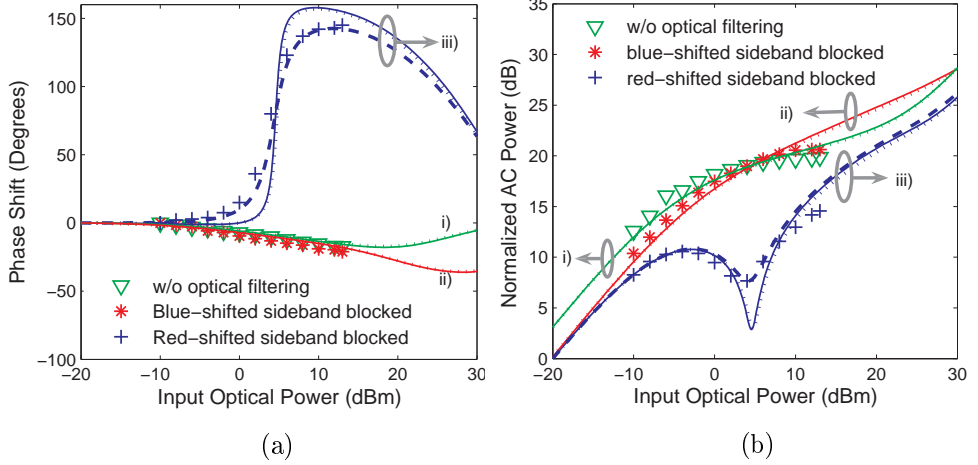 150
100
50
0
−50
−100
−20
−10
0
10
20
30
Phase Shift (Degrees)
Input Optical Power (dBm)
iii)
i)
ii)
w/o optical filtering
Blue−shifted sideband blocked
Red−shifted sideband blocked
(a)
35
30
25
20
15
10
5
0
−20
−10
0
10
20
30
Normalized AC Power (dB)
Input Optical Power (dBm)
w/o optical filtering
blue−shifted sideband blocked
red−shifted sideband blocked
ii)
iii)
i)
(b)